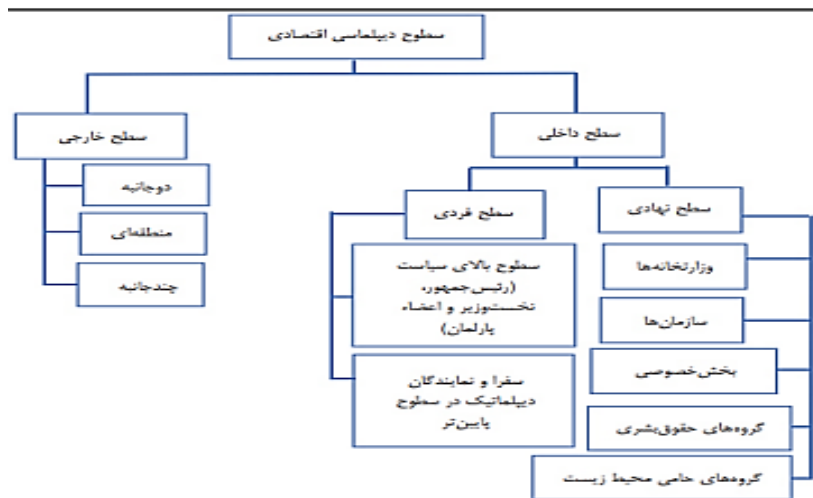 سطوح دیپلماسی اقتصادی
سطح داخلی
سطح خارجی
سطح نهادی
وزارتخانه‌ها
سازمان‌ها
بخش‌خصوصی
گروه‌های حقوق‌بشری
گروه‌های حامی محیط زیست
سطح فردی
سطوح بالای سیاست
(رئیس‌جمهور،
نخست‌وزیر و اعضاء
پارلمان)
سفرا و نمایندگان
دیپلماتیک در سطوح
پایین‌تر
دوجانبه
منطقه‌ای
چندجانبه